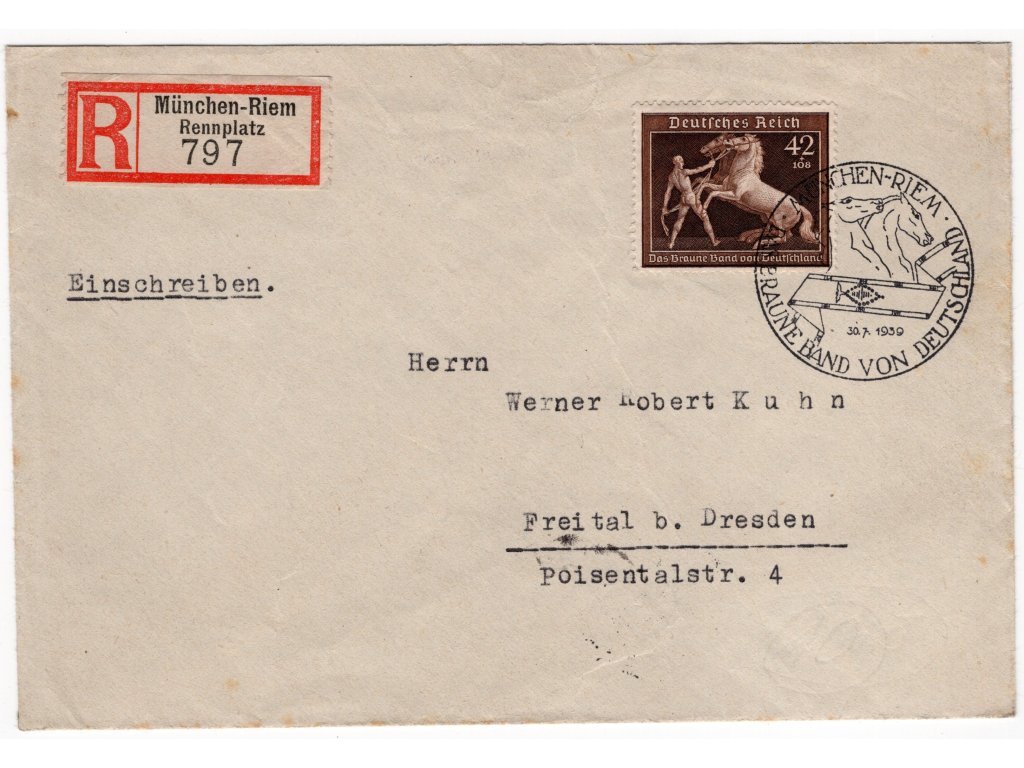 R
München-Riem
Rennplatz
797
Deutsches Reich
42
+
108
Das Braune Band von Deutschland
MÜNCHEN-RIEM · BRAUNE BAND VON DEUTSCHLAND
30.7.1939
Einschreiben.
Herrn
Werner Robert Kuhn
Freital b. Dresden
Poisentalstr. 4